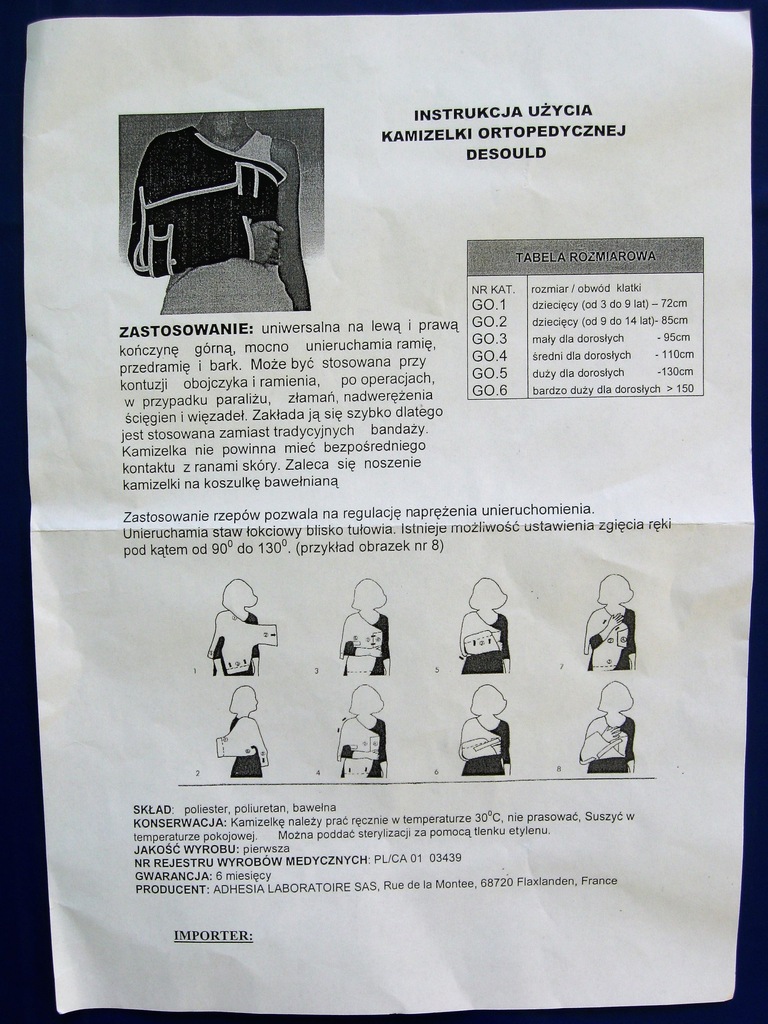 INSTRUKCJA UŻYCIA
KAMIZELKI ORTOPEDYCZNEJ
DESOULD
TABELA ROZMIAROWA
NR KAT. rozmiar / obwód klatki
GO.1 dziecięcy (od 3 do 9 lat) – 72cm
GO.2 dziecięcy (od 9 do 14 lat)- 85cm
GO.3 mały dla dorosłych - 95cm
GO.4 średni dla dorosłych - 110cm
GO.5 duży dla dorosłych -130cm
GO.6 bardzo duży dla dorosłych > 150
ZASTOSOWANIE: uniwersalna na lewą i prawą
kończynę górną, mocno unieruchamia ramię,
przedramię i bark. Może być stosowana przy
kontuzji obojczyka i ramienia, po operacjach,
w przypadku paraliżu, złamań, nadwerężenia
ścięgien i więzadeł. Zakłada ją się szybko dlatego
jest stosowana zamiast tradycyjnych bandaży.
Kamizelka nie powinna mieć bezpośredniego
kontaktu z ranami skóry. Zaleca się noszenie
kamizelki na koszulkę bawełnianą
Zastosowanie rzepów pozwala na regulację naprężenia unieruchomienia.
Unieruchamia staw łokciowy blisko tułowia. Istnieje możliwość ustawienia zgięcia ręki
pod kątem od 90⁰ do 130⁰. (przykład obrazek nr 8)
1 3 5 7
2 4 6 8
SKŁAD: poliester, poliuretan, bawełna
KONSERWACJA: Kamizelkę należy prać ręcznie w temperaturze 30⁰C, nie prasować, Suszyć w
temperaturze pokojowej. Można poddać sterylizacji za pomocą tlenku etylenu.
JAKOŚĆ WYROBU: pierwsza
NR REJESTRU WYROBÓW MEDYCZNYCH: PL/CA 01 03439
GWARANCJA: 6 miesięcy
PRODUCENT: ADHESIA LABORATOIRE SAS, Rue de la Montee, 68720 Flaxlanden, France
IMPORTER: